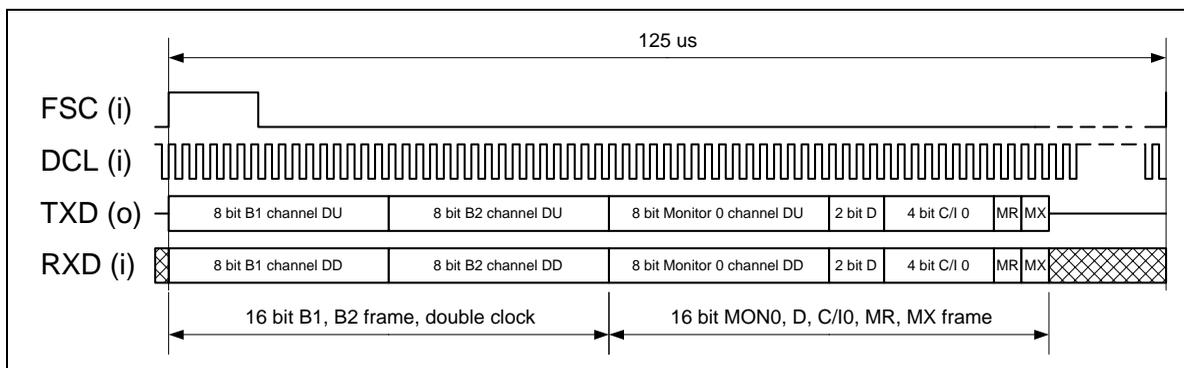 125 us
FSC (i)
DCL (i)
TXD (o)
8 bit B1 channel DU
8 bit B2 channel DU
8 bit Monitor 0 channel DU
2 bit D
4 bit C/I 0
MR
MX
RXD (i)
8 bit B1 channel DD
8 bit B2 channel DD
8 bit Monitor 0 channel DD
2 bit D
4 bit C/I 0
MR
MX
16 bit B1, B2 frame, double clock
16 bit MON0, D, C/I0, MR, MX frame